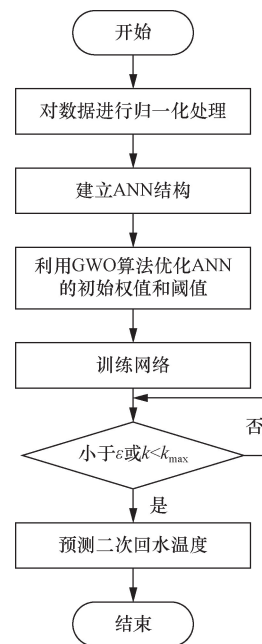 开始
对数据进行归一化处理
建立ANN结构
利用GWO算法优化ANN
的初始权值和阈值
训练网络
否
小于ε或k<kmax
是
预测二次回水温度
结束